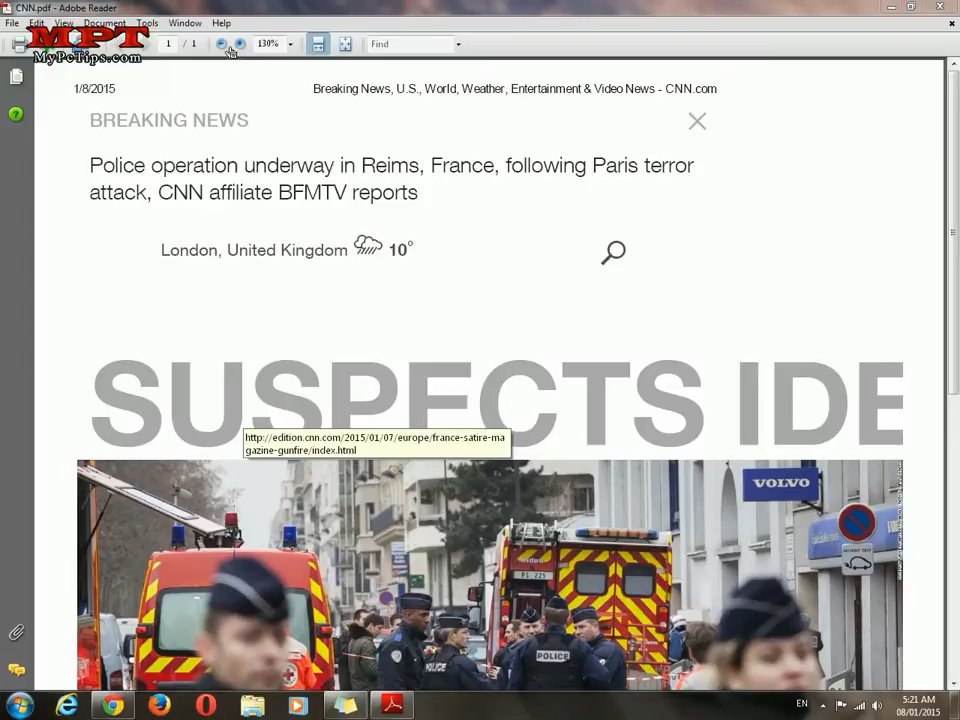 CNN.pdf - Adobe Reader
File Edit View Document Tools Window Help
MPT
MyPcTips.com
1 / 1 130% Find
1/8/2015 Breaking News, U.S., World, Weather, Entertainment & Video News - CNN.com
BREAKING NEWS
Police operation underway in Reims, France, following Paris terror
attack, CNN affiliate BFMTV reports
London, United Kingdom 10°
SUSPECTS IDE
http://edition.cnn.com/2015/01/07/europe/france-satire-ma
gazine-gunfire/index.html
VOLVO
PS 225
POLICE
POLICE
EN 5:21 AM
08/01/2015